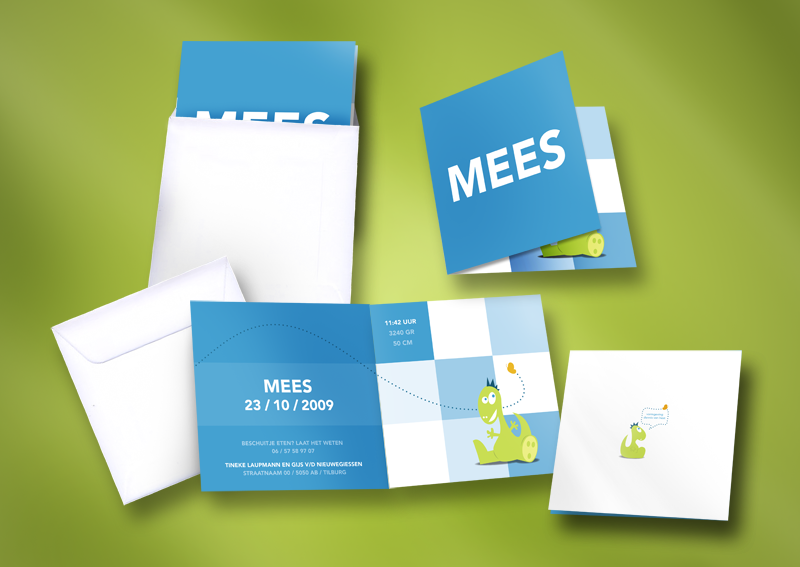 MEES
MEES
MEES
23 / 10 / 2009
BESCHUITJE ETENT LAAT HET WETEN
06 / 57 58 97 07
TINEKE LAUPMANN EN GIJS V/D NIEUWEGIESSEN
STRAATNAAM 00 / 5050 AB / TILBURG
11:42 UUR
3240 GR
50 CM